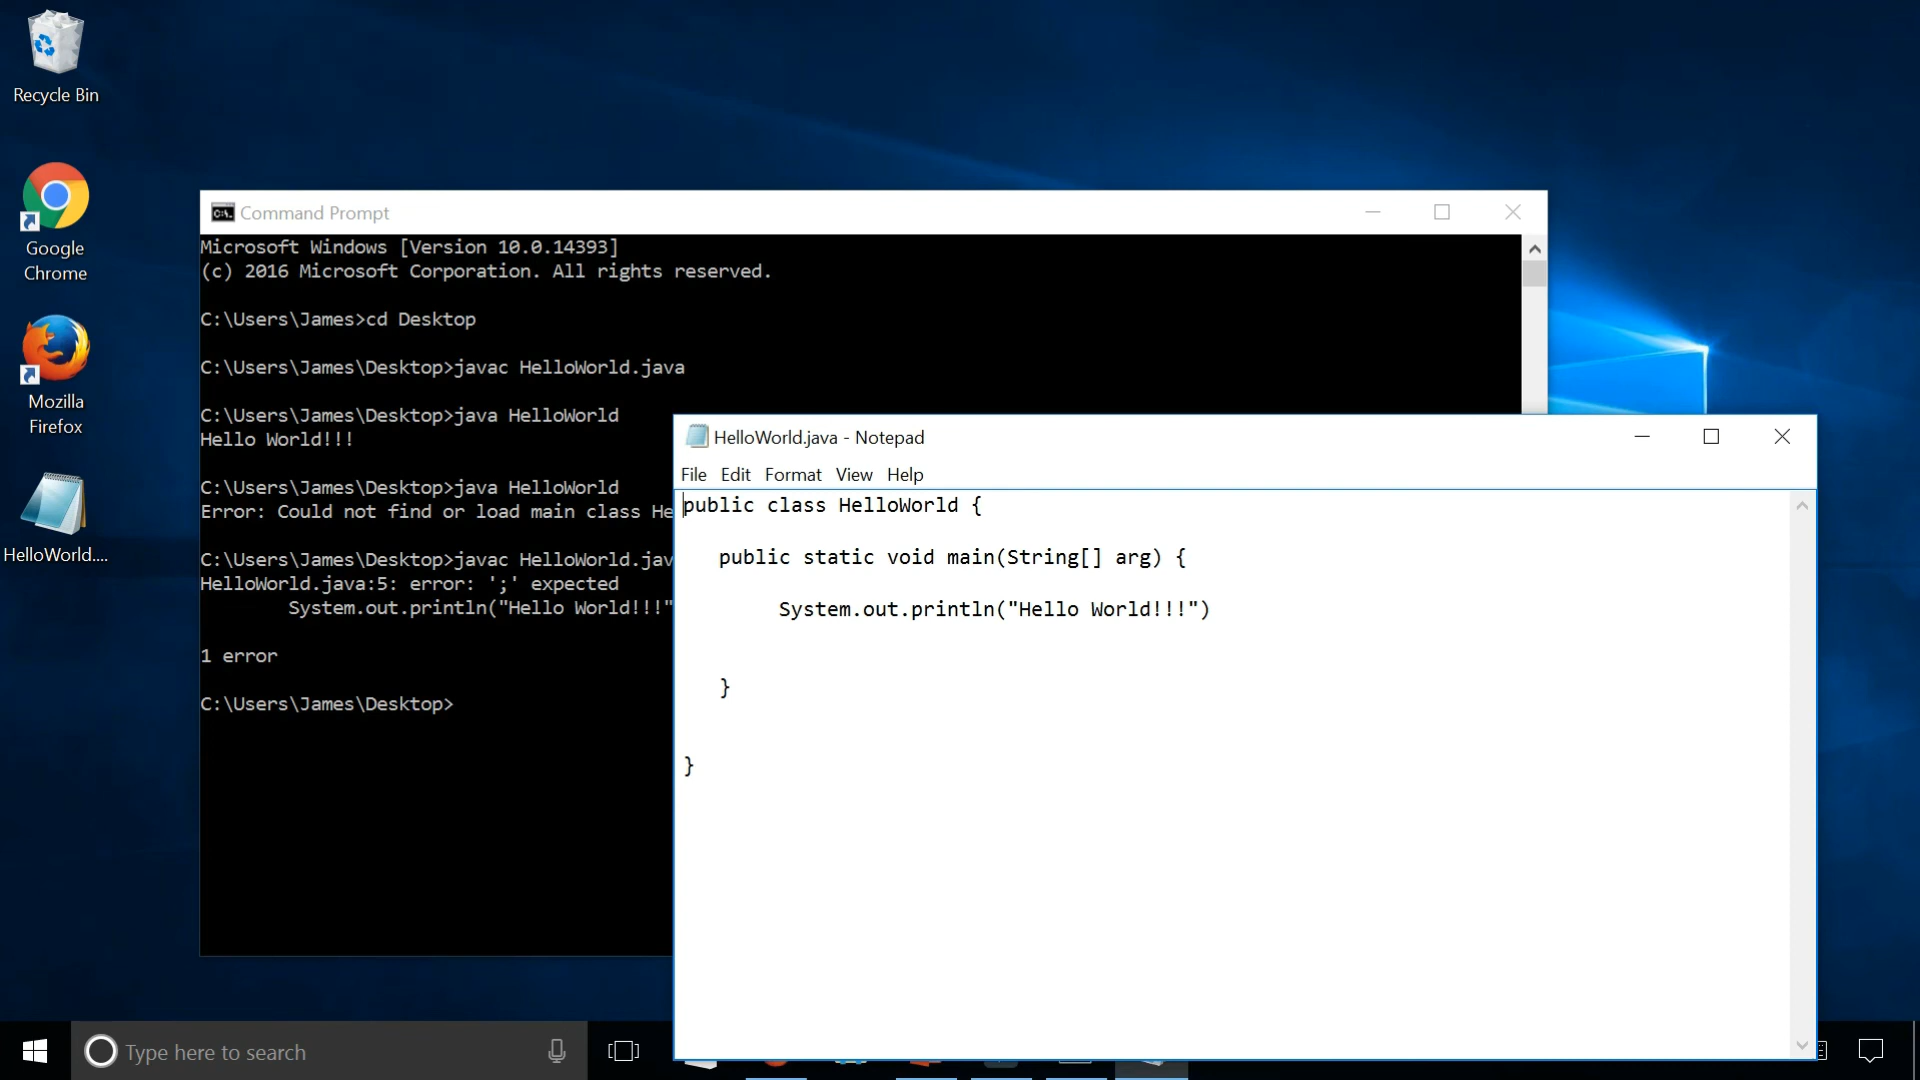 Recycle Bin
Google
Chrome
Mozilla
Firefox
HelloWorld....
Command Prompt
Microsoft Windows [Version 10.0.14393]
(c) 2016 Microsoft Corporation. All rights reserved.
C:\Users\James>cd Desktop
C:\Users\James\Desktop>javac HelloWorld.java
C:\Users\James\Desktop>java HelloWorld
Hello World!!!
C:\Users\James\Desktop>java HelloWorld
Error: Could not find or load main class He
C:\Users\James\Desktop>javac HelloWorld.jav
HelloWorld.java:5: error: ';' expected
System.out.println("Hello World!!!"
1 error
C:\Users\James\Desktop>
HelloWorld.java - Notepad
File Edit Format View Help
public class HelloWorld {
public static void main(String[] arg) {
System.out.println("Hello World!!!")
}
}
Type here to search